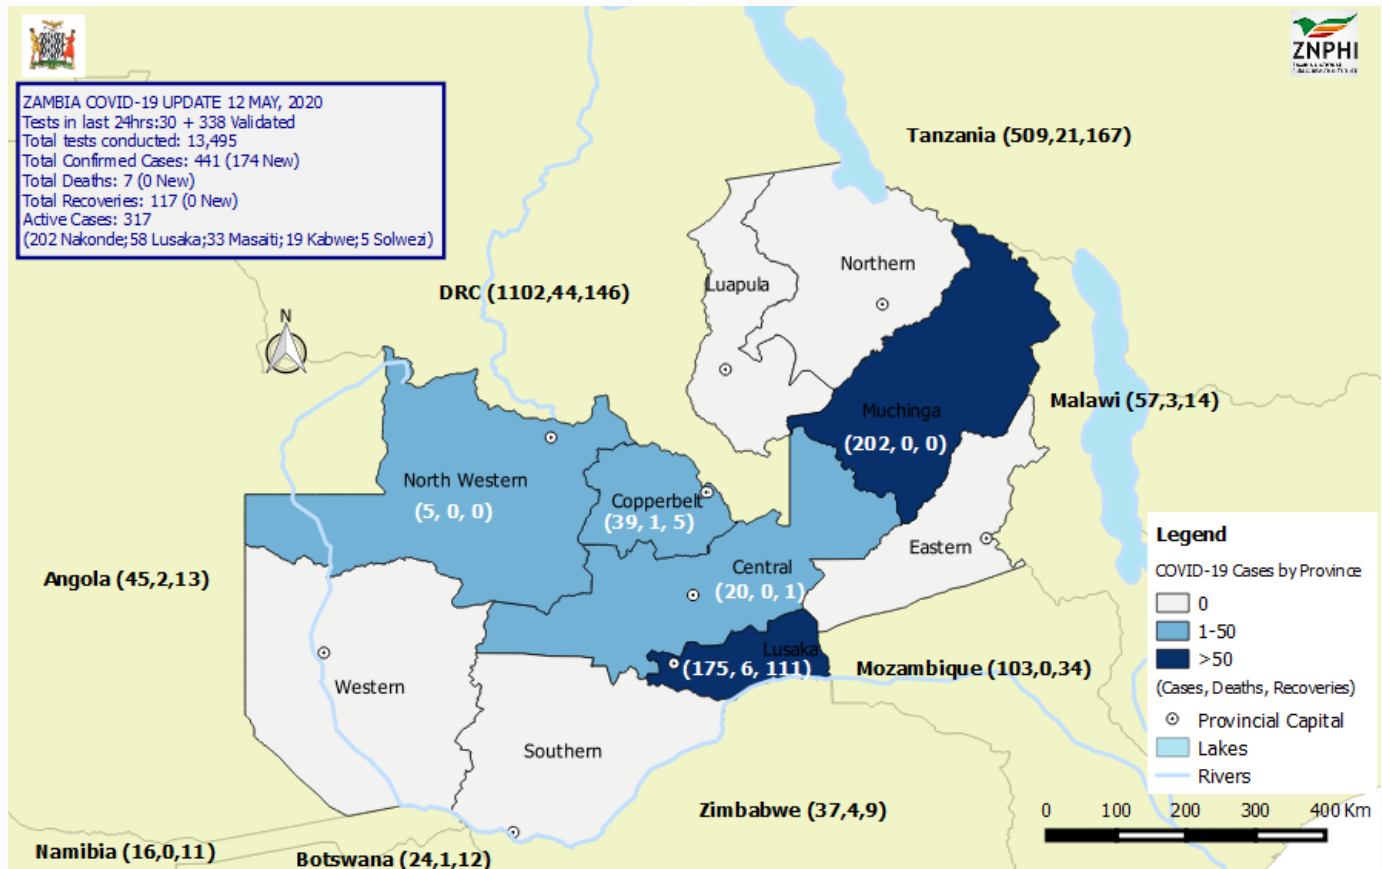 ZNPHI
ZAMBIA COVID-19 UPDATE 12 MAY, 2020
Tests in last 24hrs:30 + 338 Validated
Total tests conducted: 13,495
Total Confirmed Cases: 441 (174 New)
Total Deaths: 7 (0 New)
Total Recoveries: 117 (0 New)
Active Cases: 317
(202 Nakonde;58 Lusaka;33 Masaiti;19 Kabwe;5 Solwezi)
Tanzania (509,21,167)
Northern
Luapula
DRC (1102,44,146)
N
Malawi (57,3,14)
Muchinga
(202, 0, 0)
North Western
(5, 0, 0)
Copperbelt
(39, 1, 5)
Eastern
Central
(20, 0, 1)
Angola (45,2,13)
Lusaka
(175, 6, 111)
Mozambique (103,0,34)
Western
Southern
Zimbabwe (37,4,9)
Namibia (16,0,11)
Botswana (24,1,12)
Legend
COVID-19 Cases by Province
0
1-50
>50
(Cases, Deaths, Recoveries)
Provincial Capital
Lakes
Rivers
0 100 200 300 400 Km